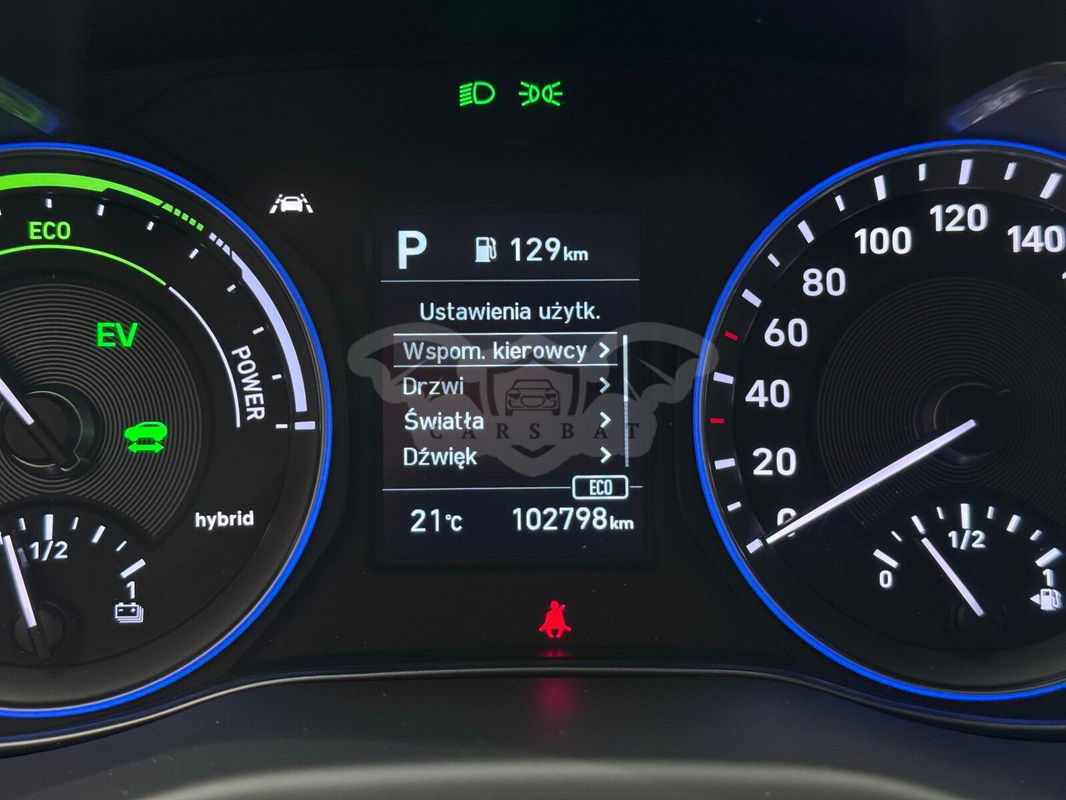 P 129km
Ustawienia użytk.
Wspom. kierowcy
Drzwi
Światła
Dźwięk
CARSBAT
ECO
21°C 102798km
ECO
EV
POWER
hybrid
1/2
1
0
20
40
60
80
100
120
140
0
1/2
1